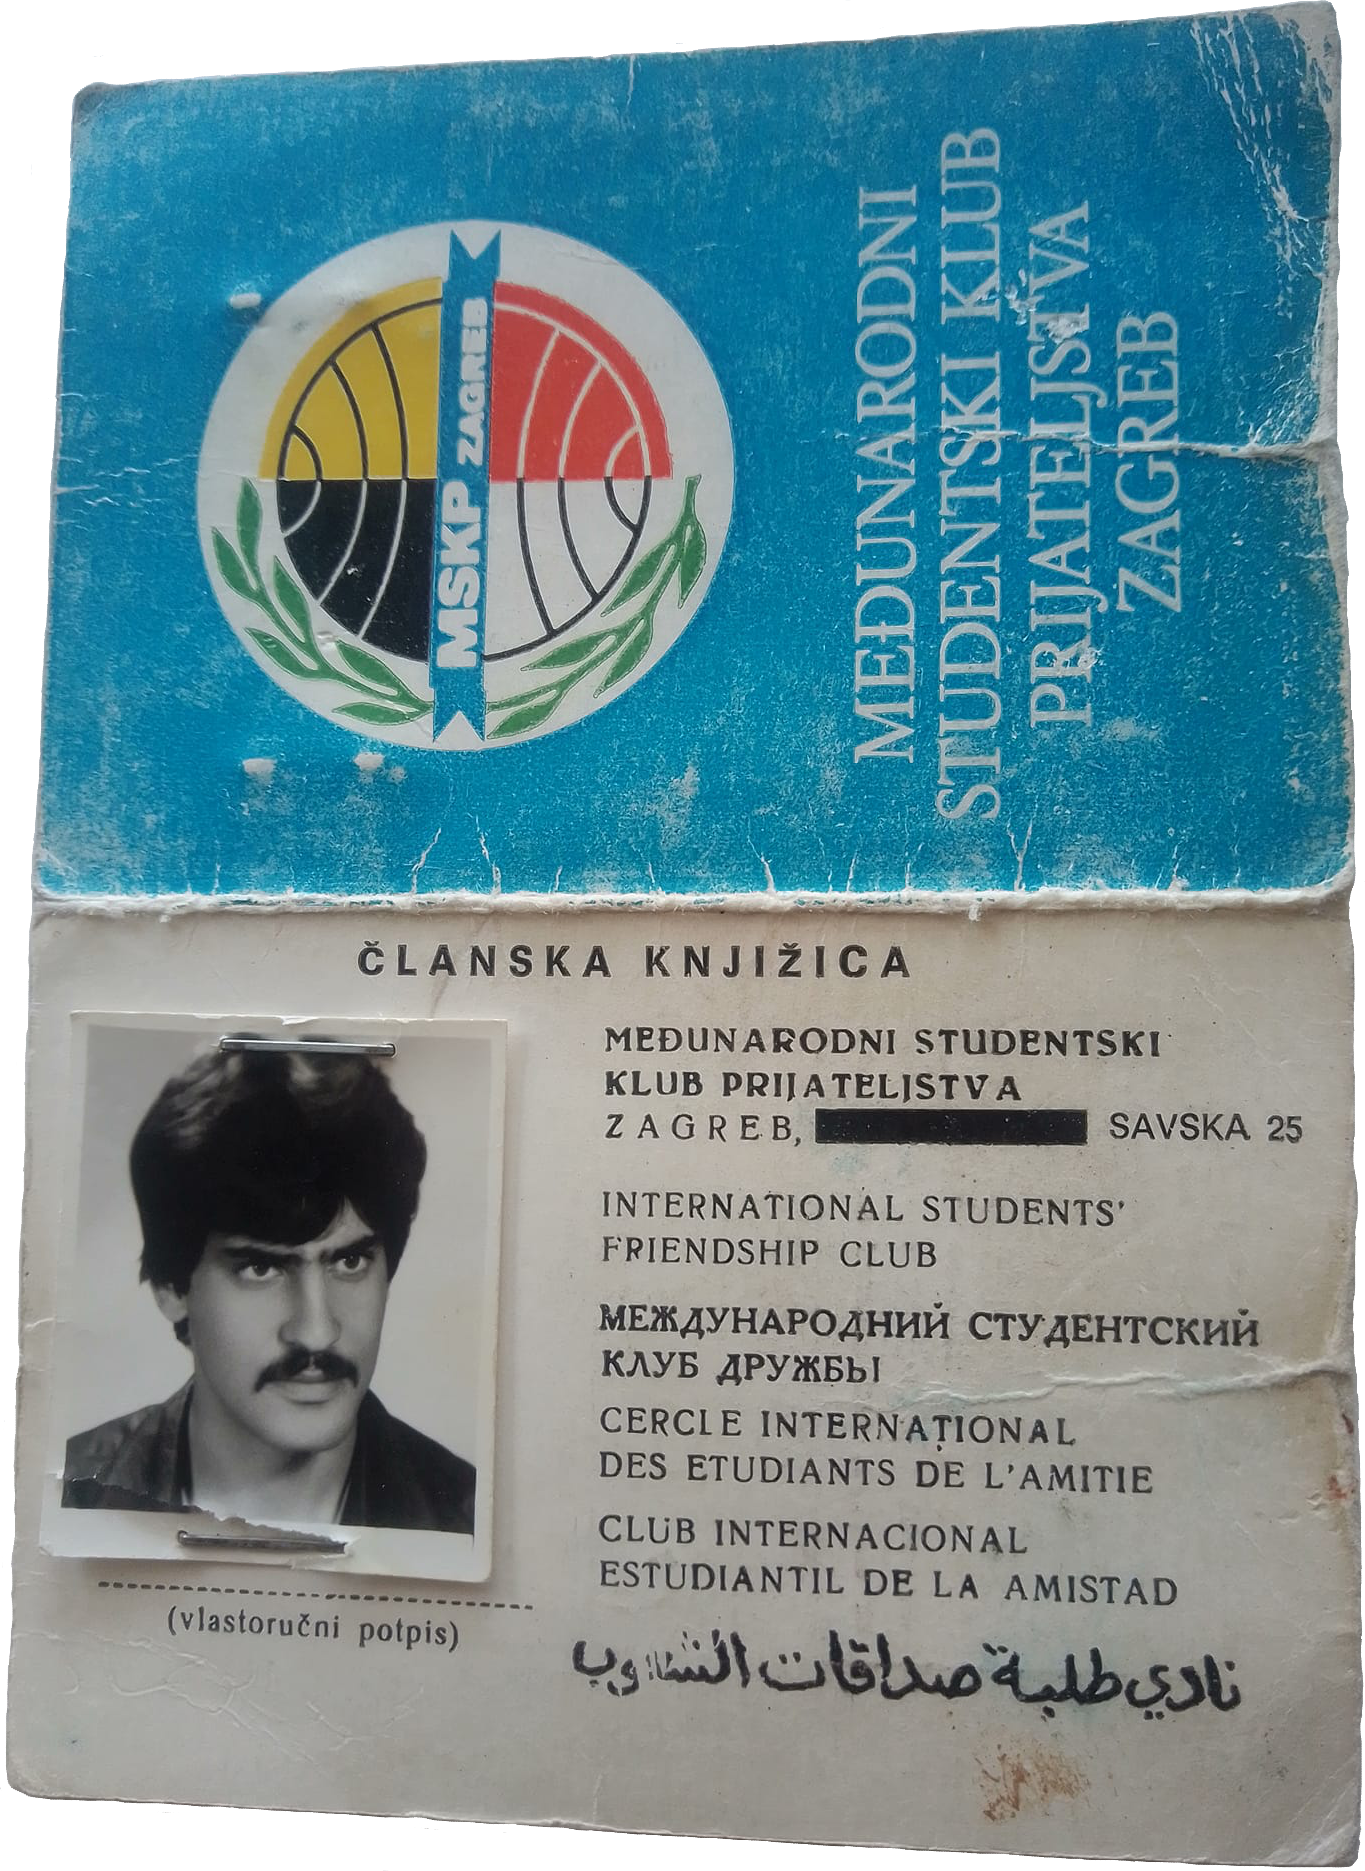 MSKP ZAGREB
MEĐUNARODNI
STUDENTSKI KLUB
PRIJATELJSTVA
ZAGREB
ČLANSKA KNJIŽICA
MEĐUNARODNI STUDENTSKI
KLUB PRIJATELJSTVA
ZAGREB, SAVSKA 25
INTERNATIONAL STUDENTS'
FRIENDSHIP CLUB
МЕЖДУНАРОДНИЙ СТУДЕНТСКИЙ
КЛУБ ДРУЖБЫ
CERCLE INTERNATIONAL
DES ETUDIANTS DE L'AMITIE
CLUB INTERNACIONAL
ESTUDIANTIL DE LA AMISTAD
(vlastoručni potpis)
نادي طلبة صداقات الشعوب